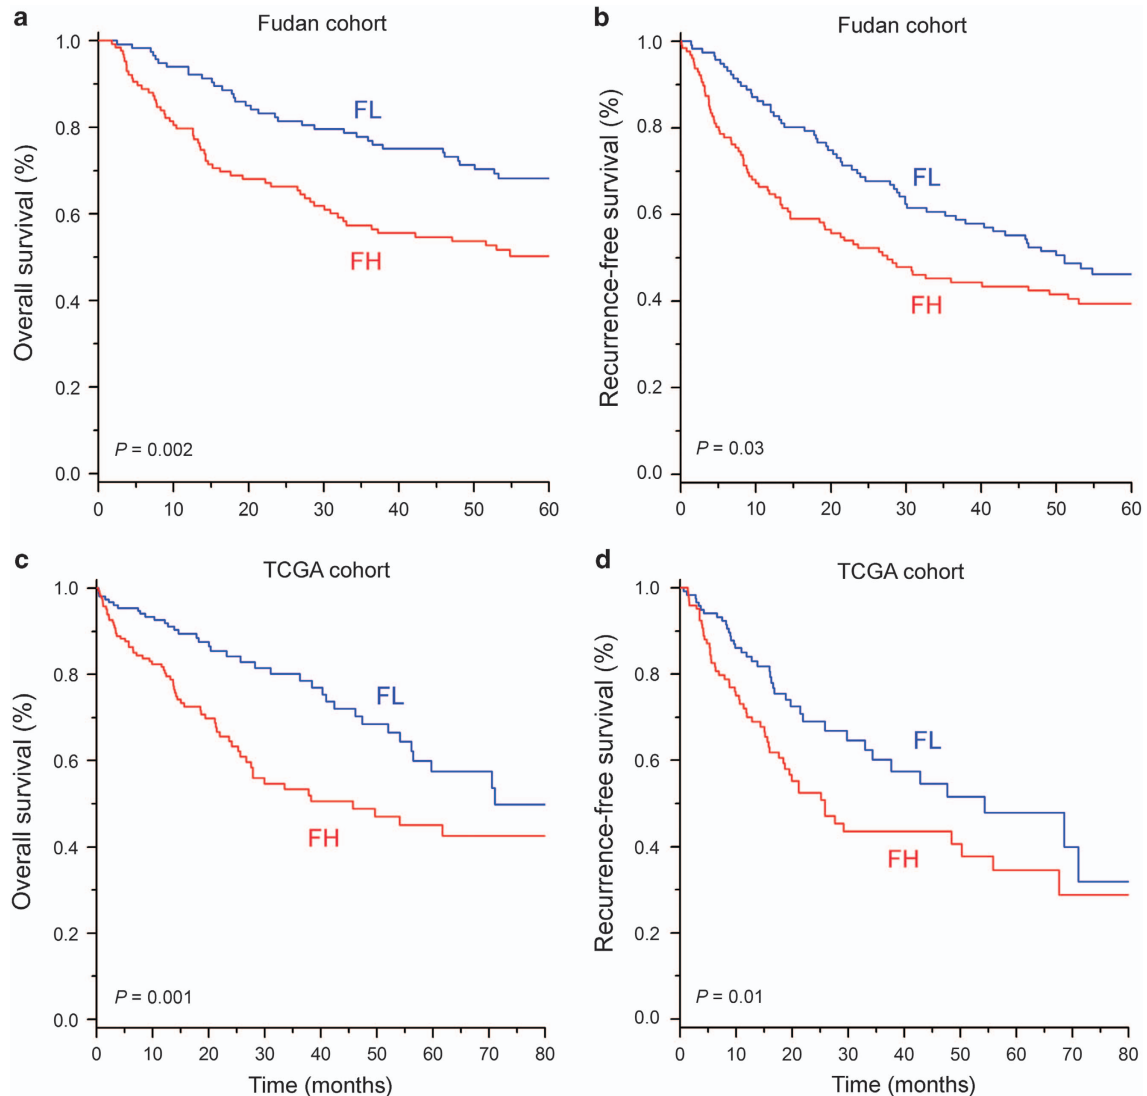 a
Fudan cohort
Overall survival (%)
1.0
0.8
0.6
0.4
0.2
0.0
FL
FH
P = 0.002
0 10 20 30 40 50 60
b
Fudan cohort
Recurrence-free survival (%)
1.0
0.8
0.6
0.4
0.2
0.0
FL
FH
P = 0.03
0 10 20 30 40 50 60
c
TCGA cohort
Overall survival (%)
1.0
0.8
0.6
0.4
0.2
0.0
FL
FH
P = 0.001
0 10 20 30 40 50 60 70 80
Time (months)
d
TCGA cohort
Recurrence-free survival (%)
1.0
0.8
0.6
0.4
0.2
0.0
FL
FH
P = 0.01
0 10 20 30 40 50 60 70 80
Time (months)